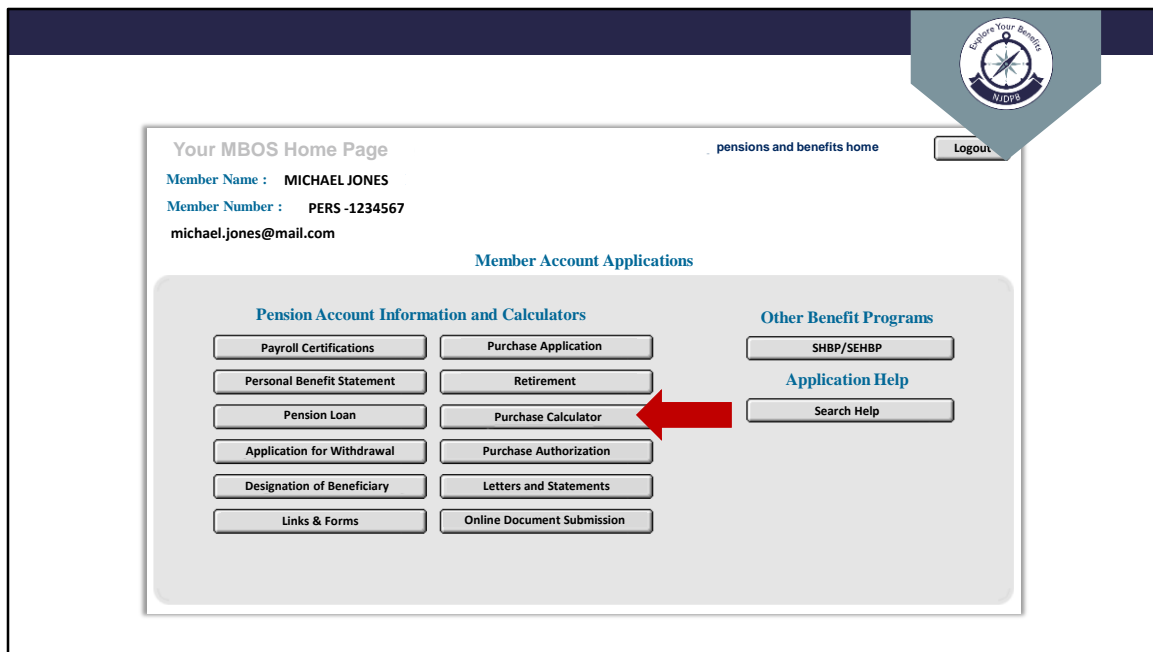 Explore Your Benefits
NJDPB
Your MBOS Home Page
pensions and benefits home
Logout
Member Name : MICHAEL JONES
Member Number : PERS -1234567
michael.jones@mail.com
Member Account Applications
Pension Account Information and Calculators
Other Benefit Programs
Payroll Certifications
Purchase Application
SHBP/SEHBP
Personal Benefit Statement
Retirement
Application Help
Pension Loan
Purchase Calculator
Search Help
Application for Withdrawal
Purchase Authorization
Designation of Beneficiary
Letters and Statements
Links & Forms
Online Document Submission